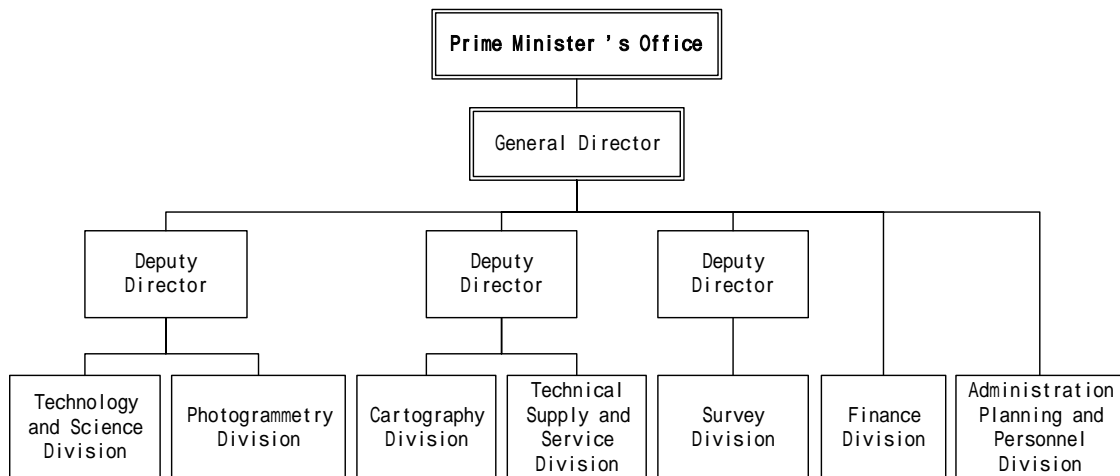 Prime Minister ’s Office
General Director
Deputy
Director
Deputy
Director
Deputy
Director
Technology
and Science
Division
Photogrammetry
Division
Cartography
Division
Technical
Supply and
Service
Division
Survey
Division
Finance
Division
Administration
Planning and
Personnel
Division